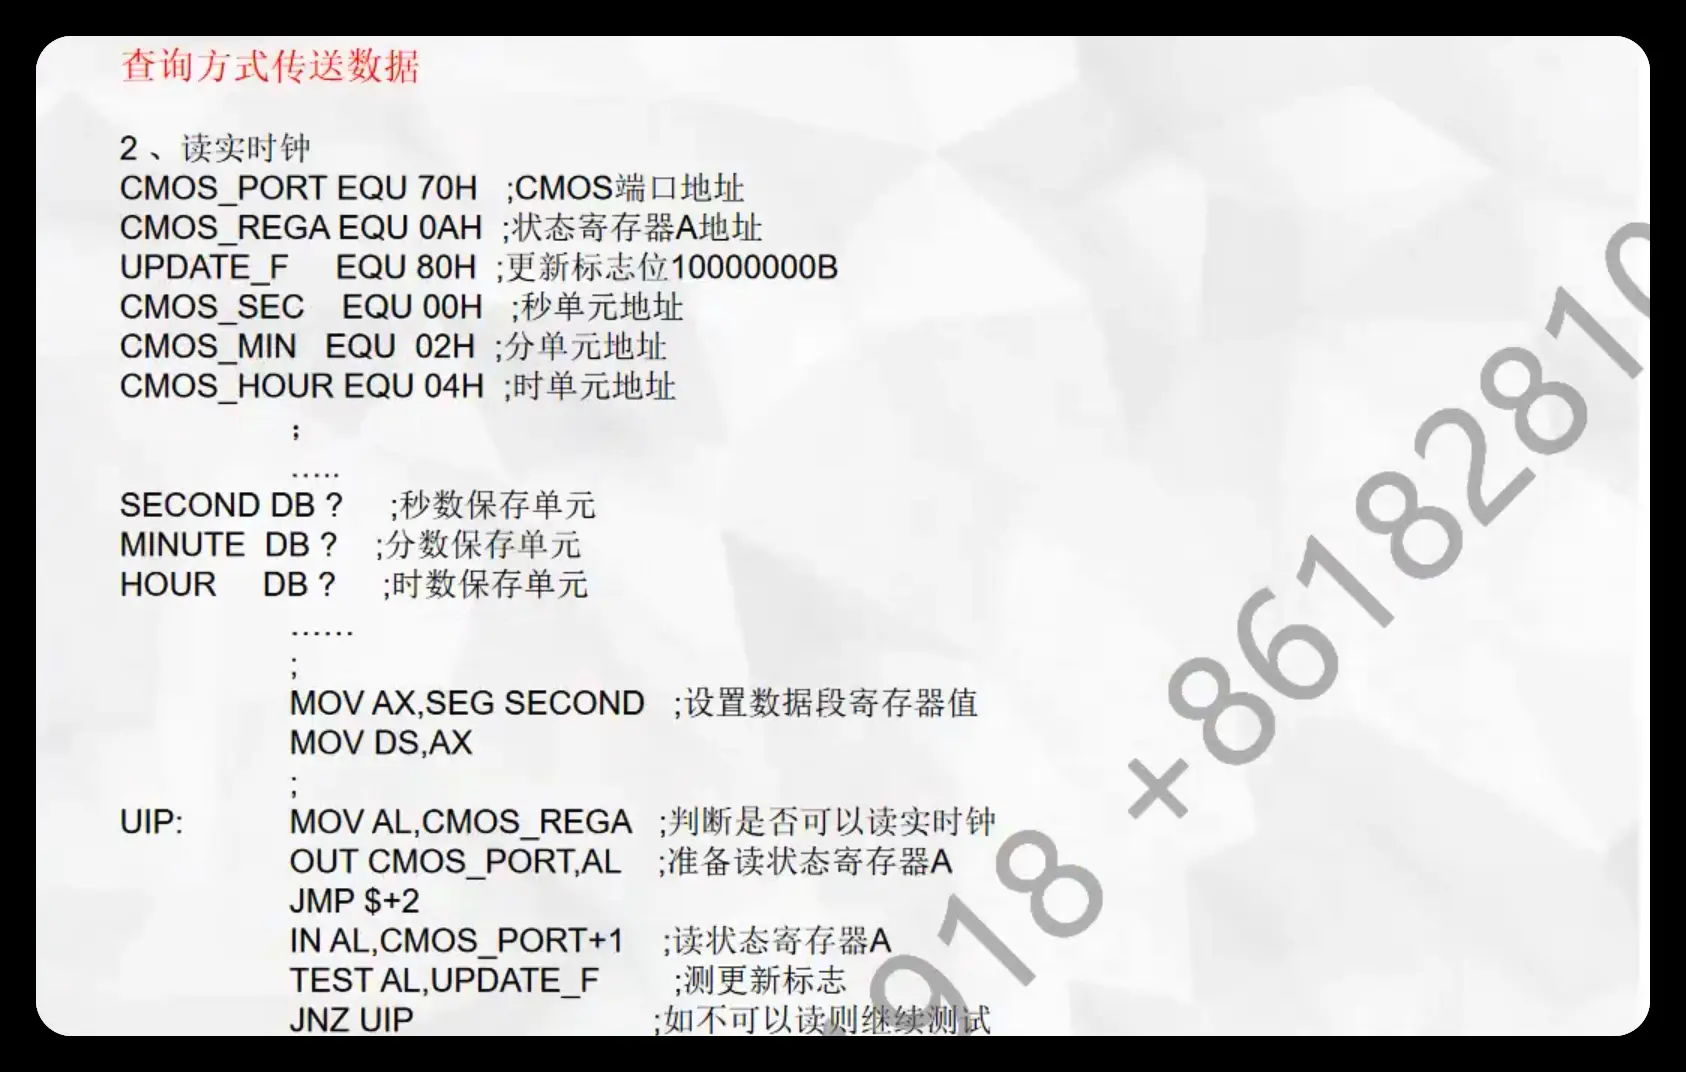 查询方式传送数据
2 、读实时钟
CMOS_PORT EQU 70H ;CMOS端口地址
CMOS_REGA EQU 0AH ;状态寄存器A地址
UPDATE_F EQU 80H ;更新标志位10000000B
CMOS_SEC EQU 00H ;秒单元地址
CMOS_MIN EQU 02H ;分单元地址
CMOS_HOUR EQU 04H ;时单元地址
;
.....
SECOND DB ? ;秒数保存单元
MINUTE DB ? ;分数保存单元
HOUR DB ? ;时数保存单元
......
;
MOV AX,SEG SECOND ;设置数据段寄存器值
MOV DS,AX
;
UIP: MOV AL,CMOS_REGA ;判断是否可以读实时钟
OUT CMOS_PORT,AL ;准备读状态寄存器A
JMP $+2
IN AL,CMOS_PORT+1 ;读状态寄存器A
TEST AL,UPDATE_F ;测更新标志
JNZ UIP ;如不可以读则继续测试
918 +86182810